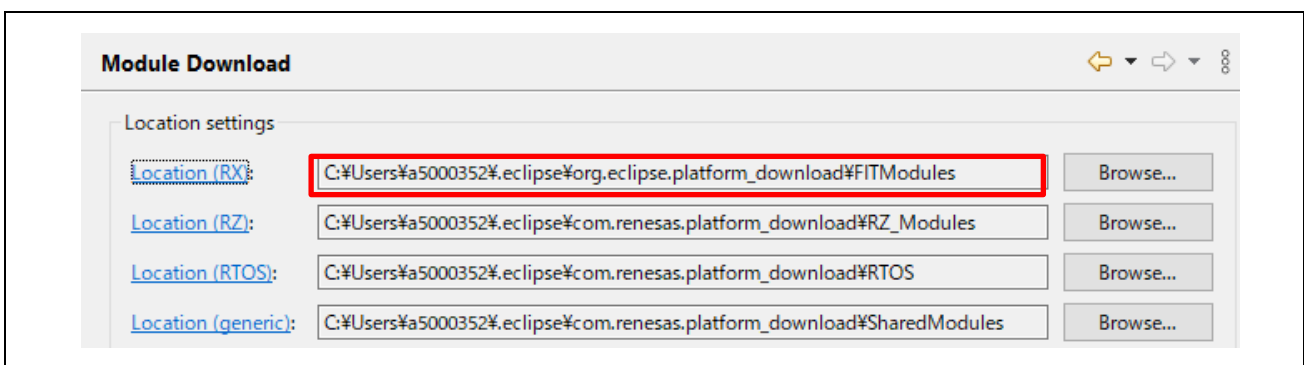 Module Download
Location settings
Location (RX): C:¥Users¥a5000352¥.eclipse¥org.eclipse.platform_download¥FITModules Browse...
Location (RZ): C:¥Users¥a5000352¥.eclipse¥com.renesas.platform_download¥RZ_Modules Browse...
Location (RTOS): C:¥Users¥a5000352¥.eclipse¥com.renesas.platform_download¥RTOS Browse...
Location (generic): C:¥Users¥a5000352¥.eclipse¥com.renesas.platform_download¥SharedModules Browse...